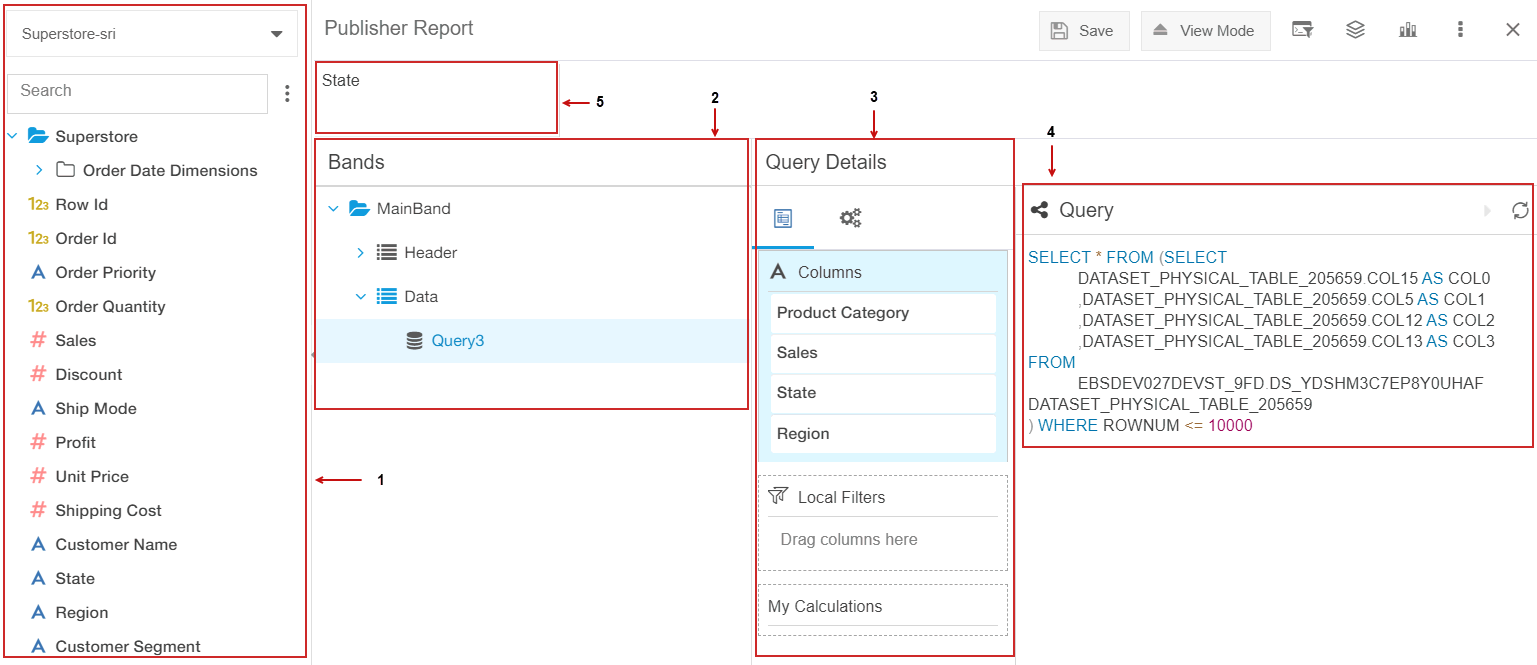 Superstore-sri
Search
Superstore
Order Date Dimensions
123 Row Id
123 Order Id
A Order Priority
123 Order Quantity
# Sales
# Discount
A Ship Mode
# Profit
# Unit Price
# Shipping Cost
A Customer Name
A State
A Region
A Customer Segment
1
Publisher Report
Save
View Mode
State
5
2
3
4
Bands
MainBand
Header
Data
Query3
Query Details
A Columns
Product Category
Sales
State
Region
Local Filters
Drag columns here
My Calculations
Query
SELECT * FROM (SELECT
DATASET_PHYSICAL_TABLE_205659.COL15 AS COL0
,DATASET_PHYSICAL_TABLE_205659.COL5 AS COL1
,DATASET_PHYSICAL_TABLE_205659.COL12 AS COL2
,DATASET_PHYSICAL_TABLE_205659.COL13 AS COL3
FROM
EBSDEV027DEVST_9FD.DS_YDSHM3C7EP8Y0UHAF
DATASET_PHYSICAL_TABLE_205659
) WHERE ROWNUM <= 10000